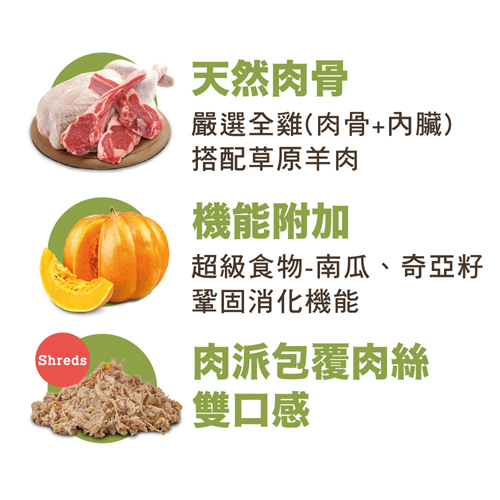 天然肉骨
嚴選全雞(肉骨+內臟)
搭配草原羊肉
機能附加
超級食物-南瓜、奇亞籽
鞏固消化機能
Shreds
肉派包覆肉絲
雙口感